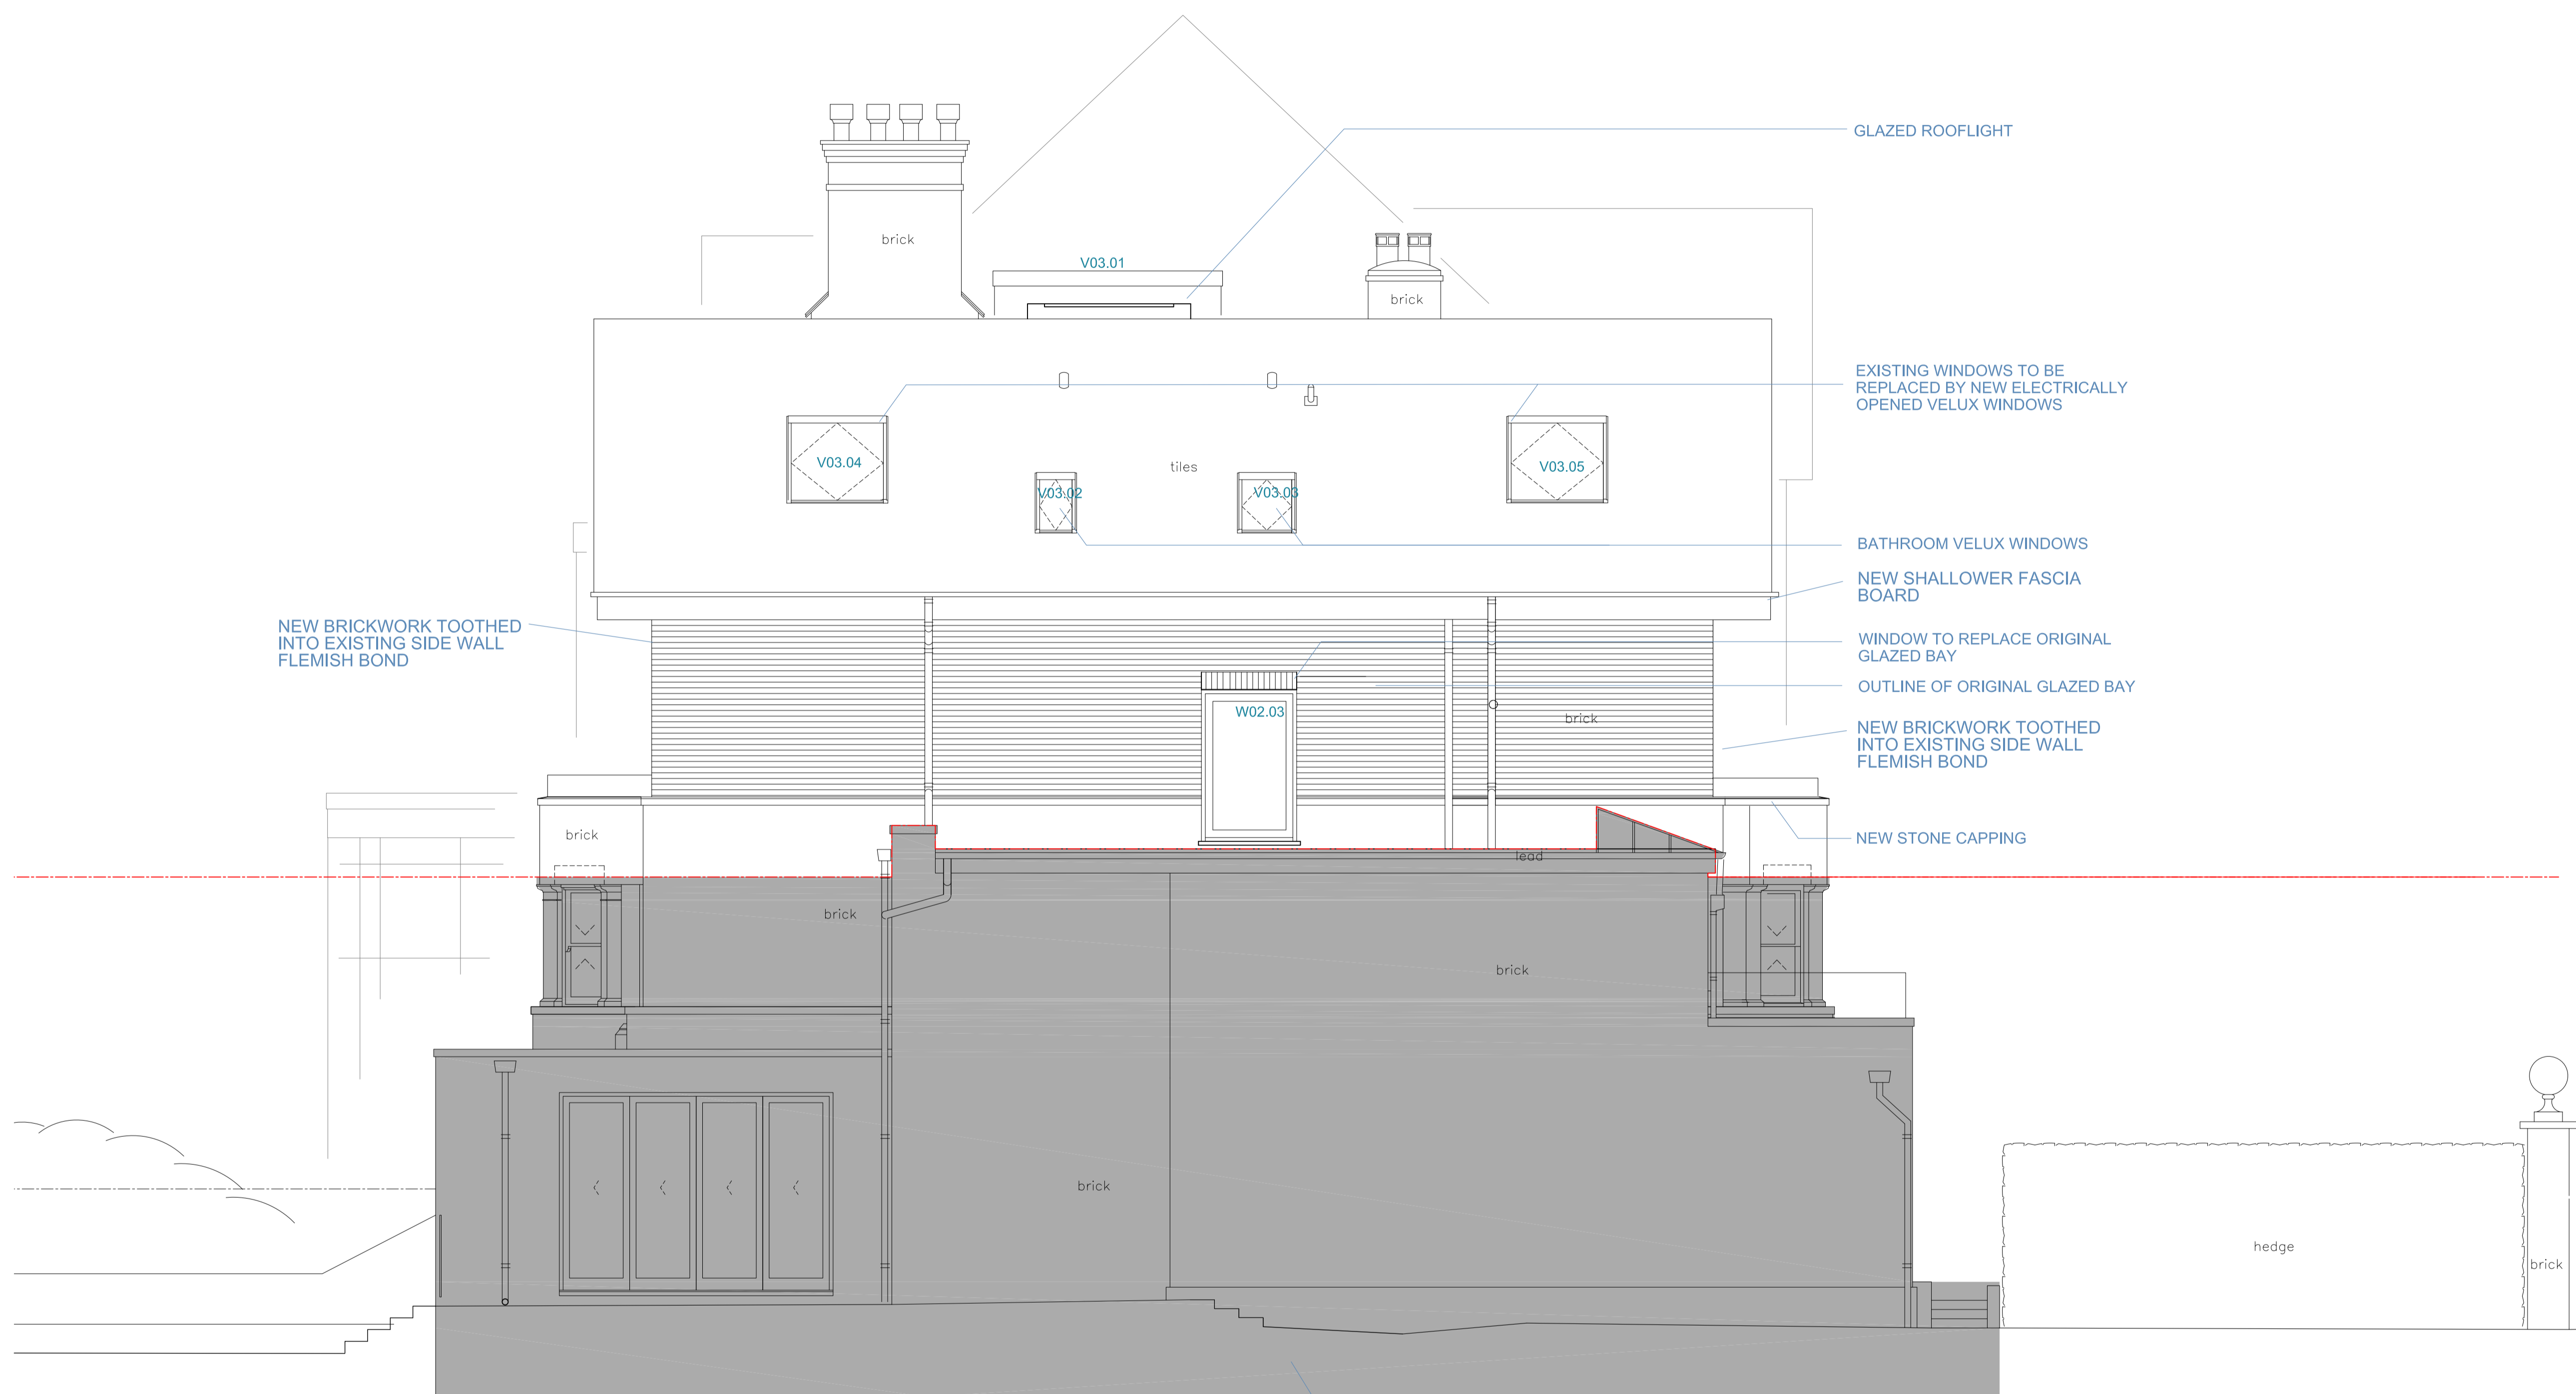 GLAZED ROOFLIGHT
brick
V03.01
brick
EXISTING WINDOWS TO BE
REPLACED BY NEW ELECTRICALLY
OPENED VELUX WINDOWS
V03.04
tiles
V03.05
V03.02
V03.03
BATHROOM VELUX WINDOWS
NEW SHALLOWER FASCIA
BOARD
NEW BRICKWORK TOOTHED
INTO EXISTING SIDE WALL
FLEMISH BOND
WINDOW TO REPLACE ORIGINAL
GLAZED BAY
OUTLINE OF ORIGINAL GLAZED BAY
W02.03
brick
NEW BRICKWORK TOOTHED
INTO EXISTING SIDE WALL
FLEMISH BOND
brick
NEW STONE CAPPING
lead
brick
brick
brick
hedge
brick